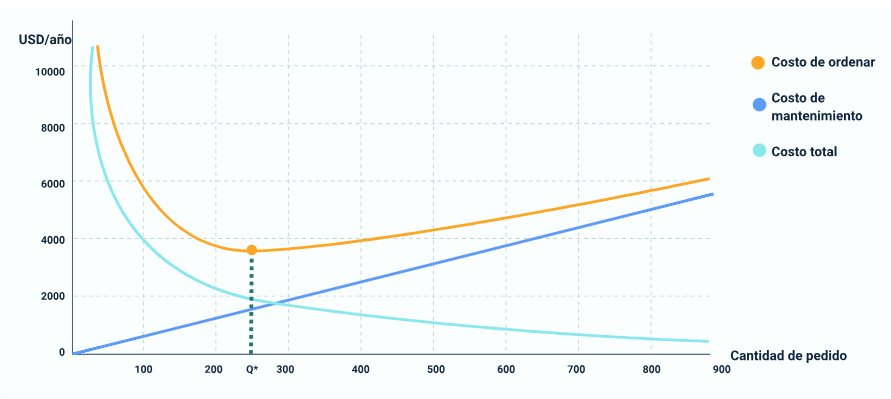 USD/año
10000
8000
6000
4000
2000
0
100 200 Q* 300 400 500 600 700 800 900
Cantidad de pedido
Costo de ordenar
Costo de
mantenimiento
Costo total